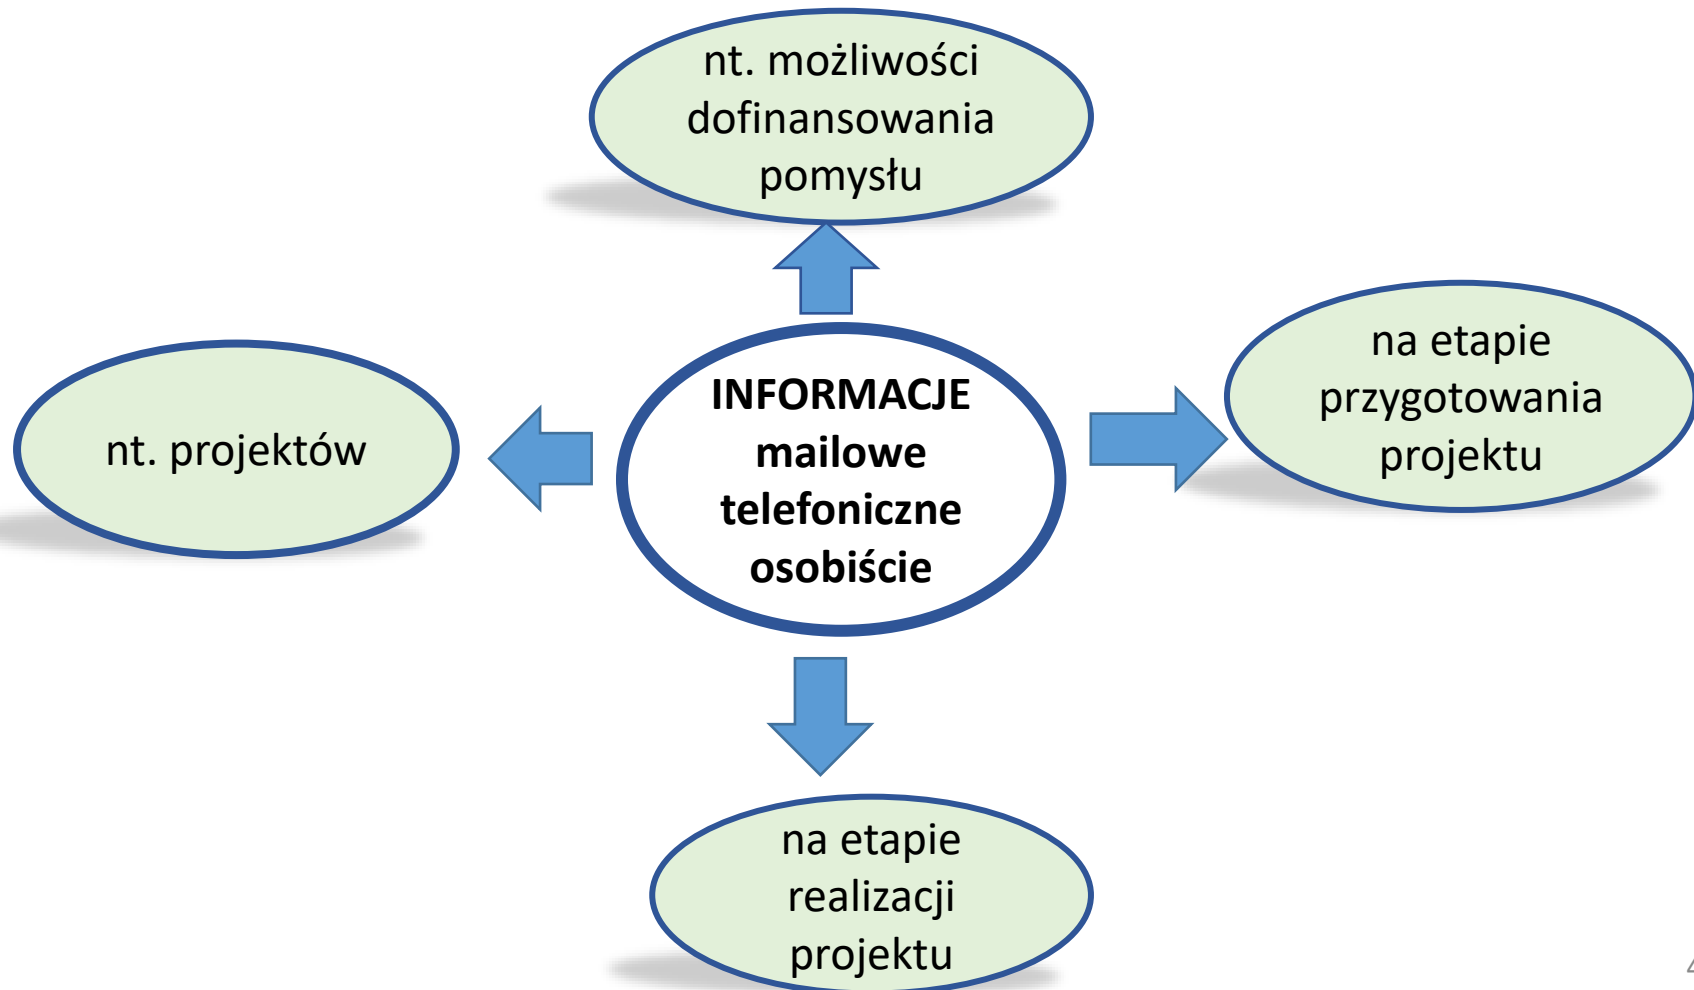 nt. możliwości
dofinansowania
pomysłu
na etapie
przygotowania
projektu
INFORMACJE
mailowe
telefoniczne
osobiście
nt. projektów
na etapie
realizacji
projektu